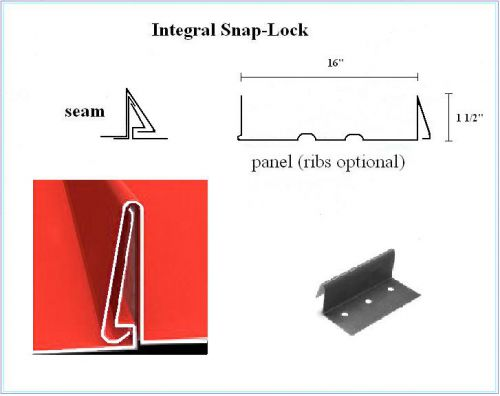 Integral Snap-Lock
16"
seam
1 1/2"
panel (ribs optional)